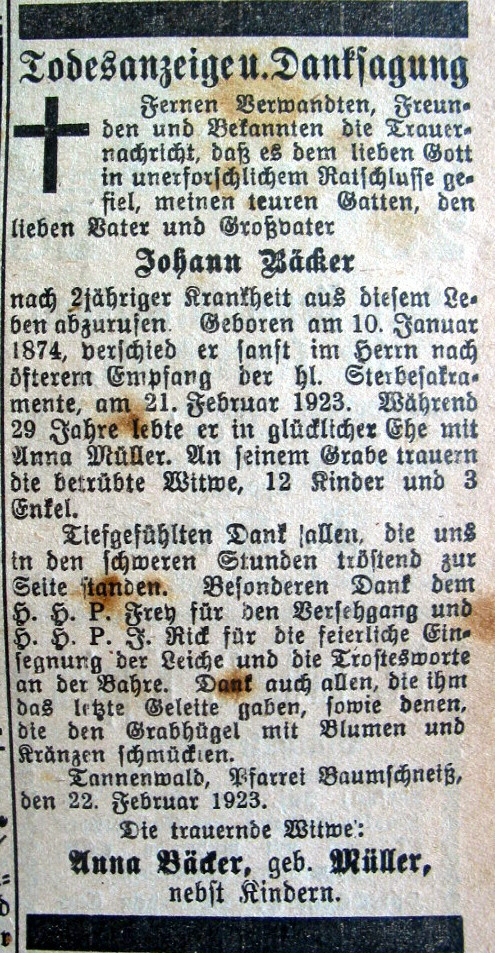 Todesanzeige u. Danksagung
Fernen Verwandten, Freun-
den und Bekannten die Trauer-
nachricht, daß es dem lieben Gott
in unerforschlichem Ratschlusse ge-
fiel, meinen teuren Gatten, den
lieben Vater und Großvater
Johann Bäcker
nach 2jähriger Krankheit aus diesem Le-
ben abzurufen. Geboren am 10. Januar
1874, verschied er sanft im Herrn nach
öfterem Empfang der hl. Sterbesakra-
mente, am 21. Februar 1923. Während
29 Jahre lebte er in glücklicher Ehe mit
Anna Müller. An seinem Grabe trauern
die betrübte Witwe, 12 Kinder und 3
Enkel.
Tiefgefühlten Dank allen, die uns
in den schweren Stunden tröstend zur
Seite standen. Besonderen Dank dem
H. H. P. Frey für den Versehgang und
H. H. P. J. Rick für die feierliche Ein-
segnung der Leiche und die Trostesworte
an der Bahre. Dank auch allen, die ihm
das letzte Geleite gaben, sowie denen,
die den Grabhügel mit Blumen und
Kränzen schmückten.
Tannenwald, Pfarrei Baumschneiß,
den 22. Februar 1923.
Die trauernde Witwe:
Anna Bäcker, geb. Müller,
nebst Kindern.